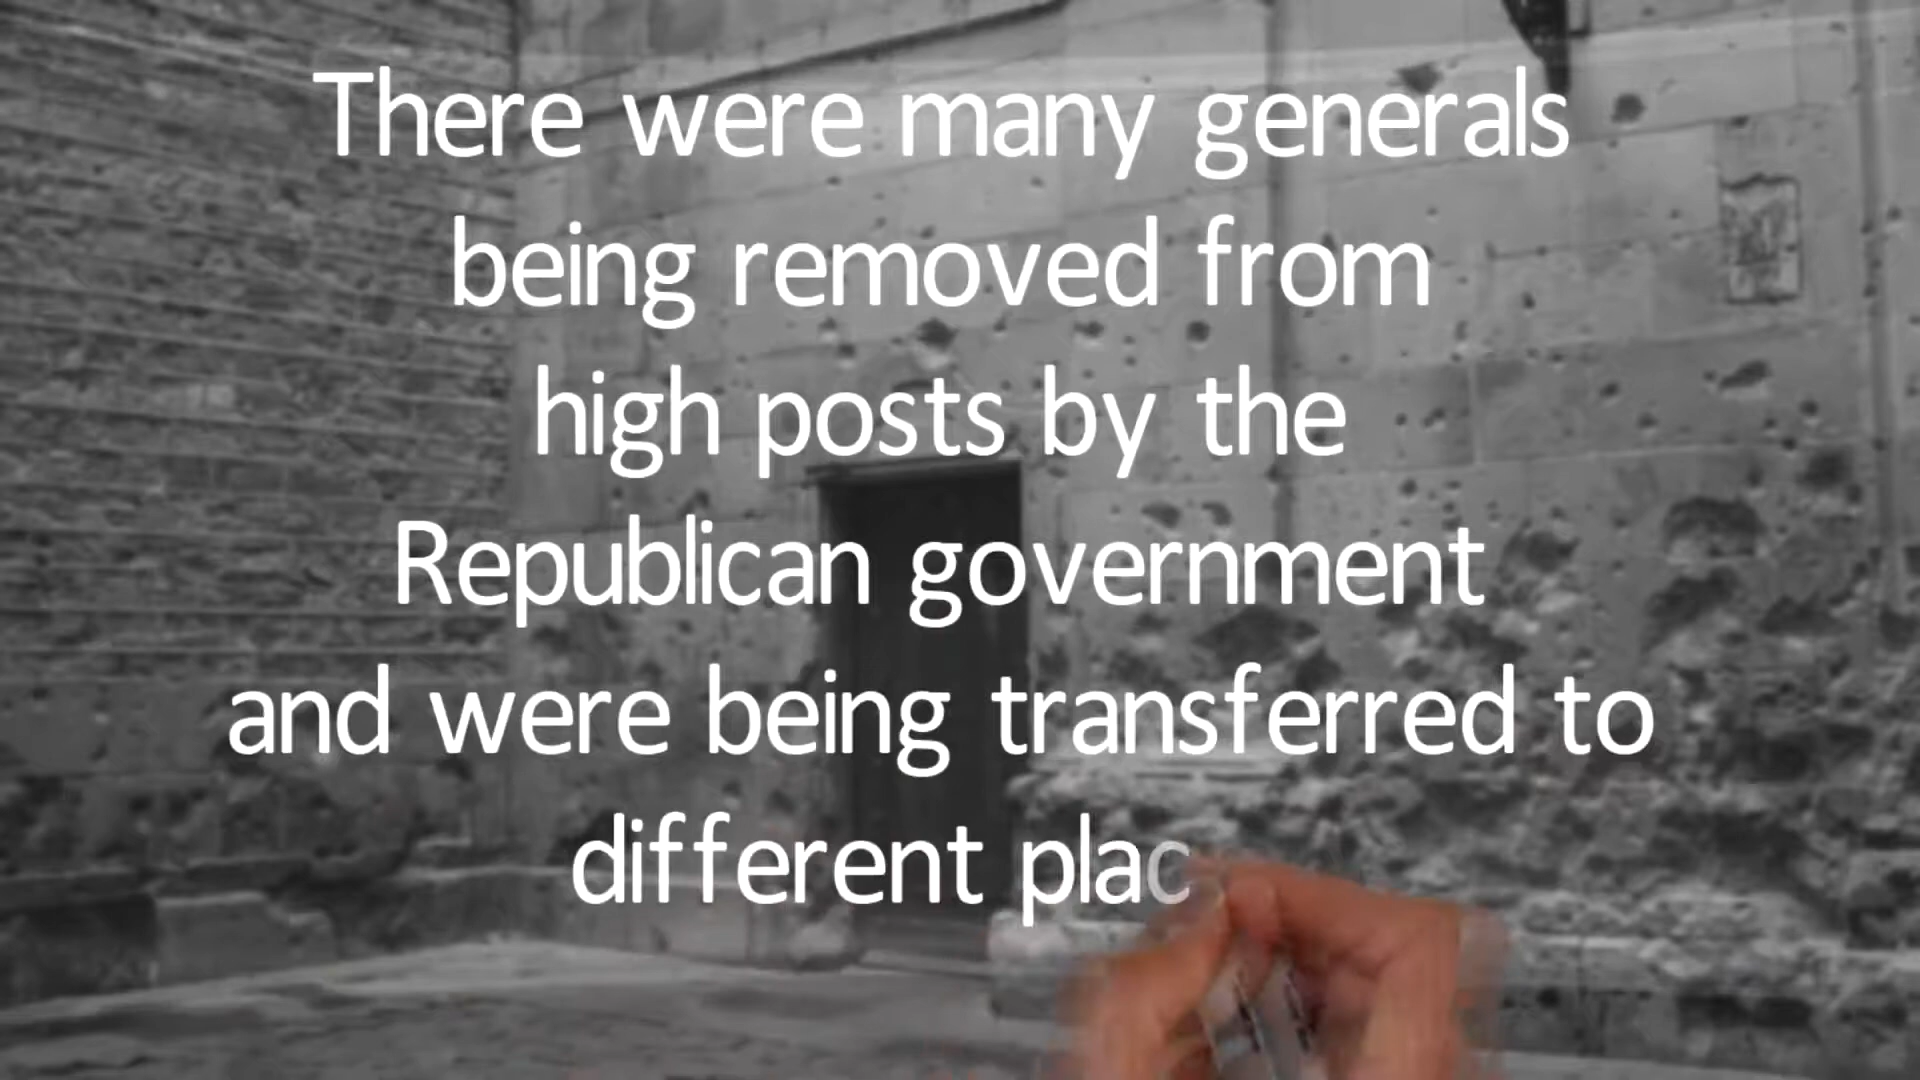 There were many generals
being removed from
high posts by the
Republican government
and were being transferred to
different plac